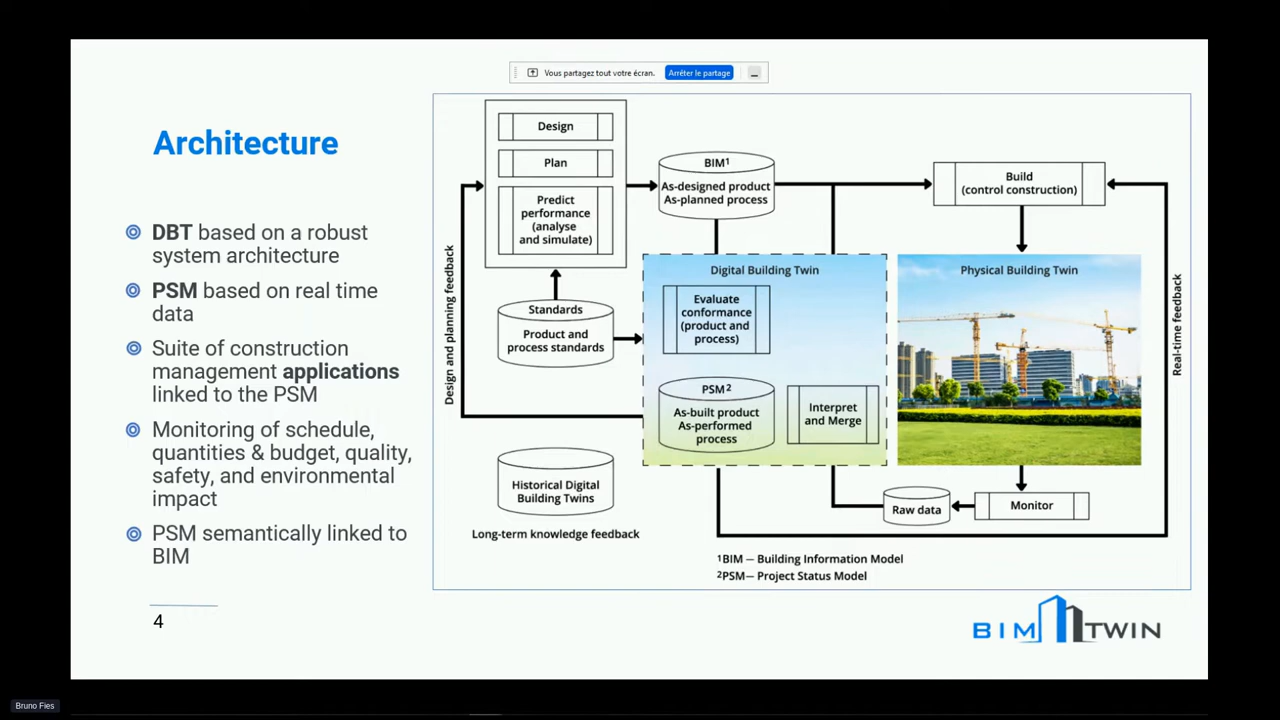 Vous partagez tout votre écran.
Arrêter le partage
Architecture
DBT based on a robust
system architecture
PSM based on real time
data
Suite of construction
management applications
linked to the PSM
Monitoring of schedule,
quantities & budget, quality,
safety, and environmental
impact
PSM semantically linked to
BIM
4
Design
Plan
Predict
performance
(analyse
and simulate)
BIM¹
As-designed product
As-planned process
Build
(control construction)
Design and planning feedback
Standards
Product and
process standards
Digital Building Twin
Evaluate
conformance
(product and
process)
PSM²
As-built product
As-performed
process
Interpret
and Merge
Physical Building Twin
Real-time feedback
Historical Digital
Building Twins
Long-term knowledge feedback
Raw data
Monitor
¹BIM — Building Information Model
²PSM— Project Status Model
BIM TWIN
Bruno Fies